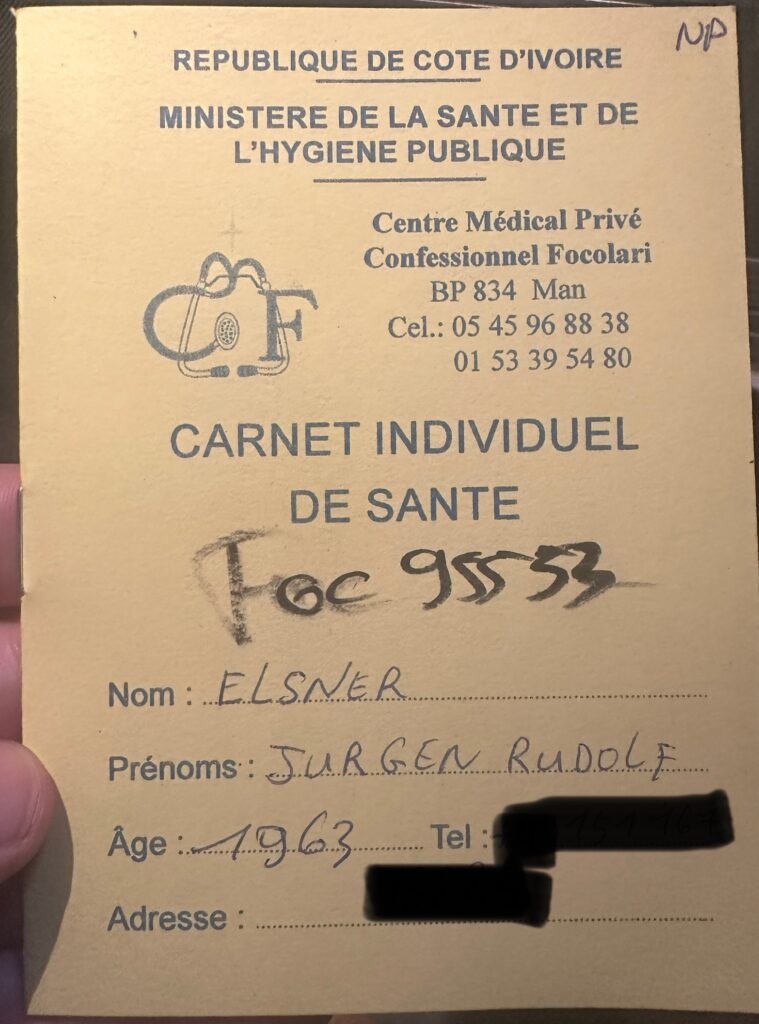 NP
REPUBLIQUE DE COTE D'IVOIRE
MINISTERE DE LA SANTE ET DE
L'HYGIENE PUBLIQUE
Centre Médical Privé
Confessionnel Focolari
BP 834 Man
Cel.: 05 45 96 88 38
01 53 39 54 80
CMF
CARNET INDIVIDUEL
DE SANTE
Foc 95553
Nom : ELSNER
Prénoms : JURGEN RUDOLF
Âge : 1963 Tel :
Adresse :